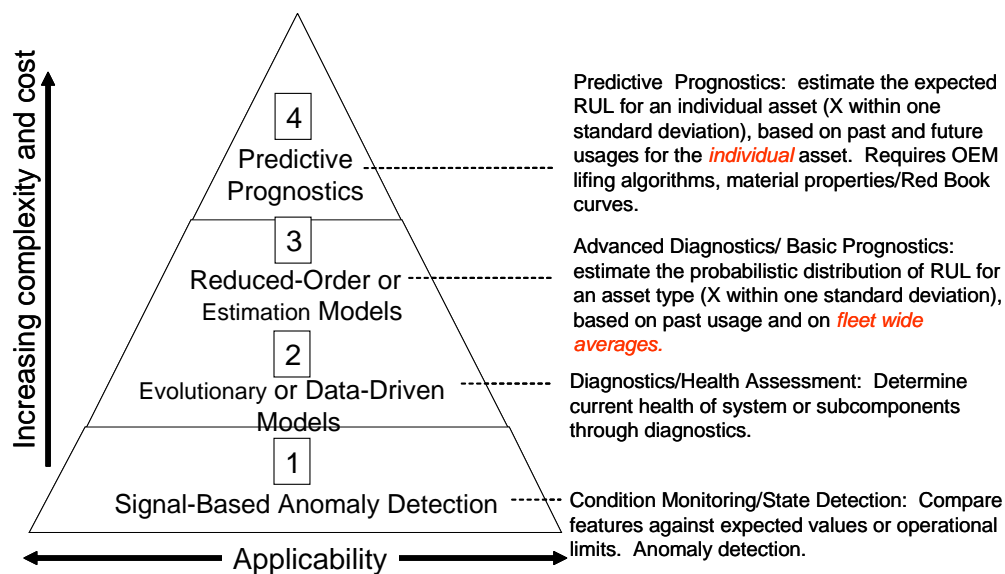 Increasing complexity and cost
4
Predictive
Prognostics
3
Reduced-Order or
Estimation Models
2
Evolutionary or Data-Driven
Models
1
Signal-Based Anomaly Detection
Applicability
Predictive Prognostics: estimate the expected
RUL for an individual asset (X within one
standard deviation), based on past and future
usages for the individual asset. Requires OEM
lifing algorithms, material properties/Red Book
curves.
Advanced Diagnostics/ Basic Prognostics:
estimate the probabilistic distribution of RUL for
an asset type (X within one standard deviation),
based on past usage and on fleet wide
averages.
Diagnostics/Health Assessment: Determine
current health of system or subcomponents
through diagnostics.
Condition Monitoring/State Detection: Compare
features against expected values or operational
limits. Anomaly detection.